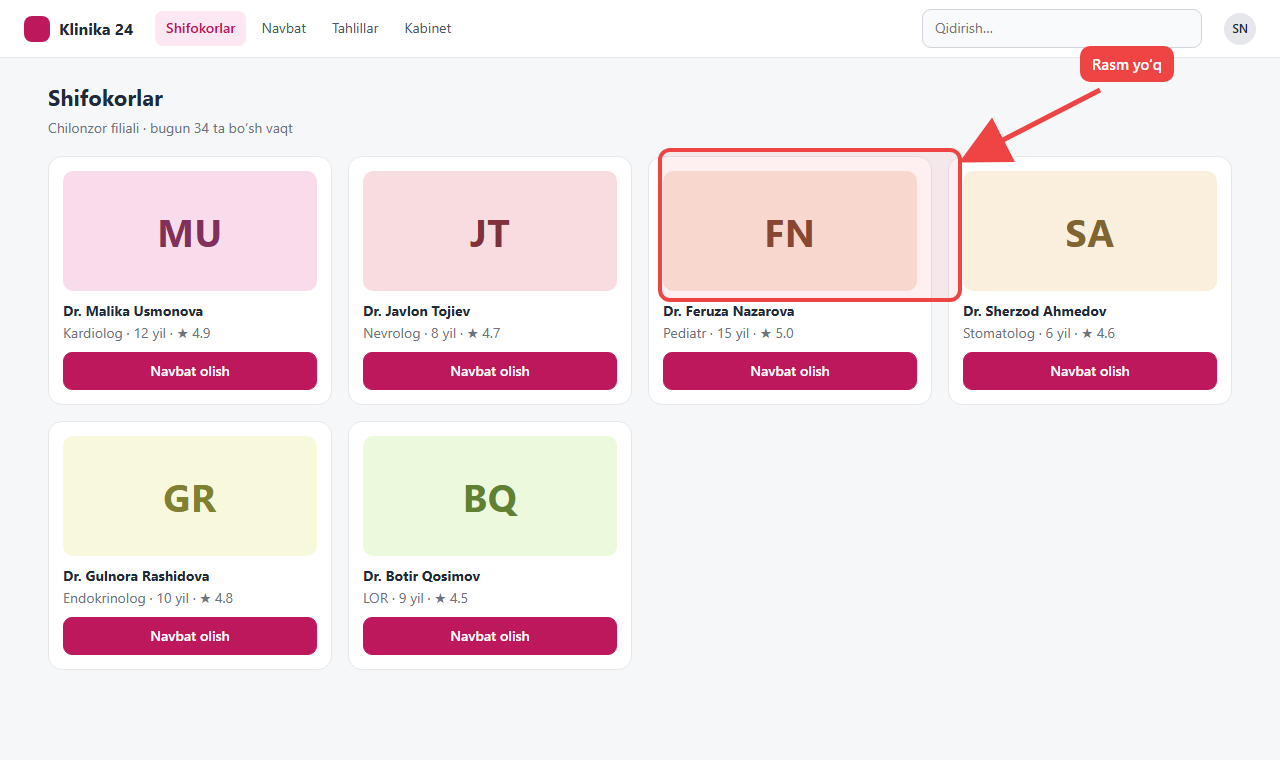 Klinika 24
Shifokorlar
Navbat
Tahlillar
Kabinet
Qidirish...
SN
Rasm yoʻq
Shifokorlar
Chilonzor filiali · bugun 34 ta boʻsh vaqt
MU
JT
FN
SA
Dr. Malika Usmonova
Kardiolog · 12 yil · ★ 4.9
Navbat olish
Dr. Javlon Tojiev
Nevrolog · 8 yil · ★ 4.7
Navbat olish
Dr. Feruza Nazarova
Pediatr · 15 yil · ★ 5.0
Navbat olish
Dr. Sherzod Ahmedov
Stomatolog · 6 yil · ★ 4.6
Navbat olish
GR
BQ
Dr. Gulnora Rashidova
Endokrinolog · 10 yil · ★ 4.8
Navbat olish
Dr. Botir Qosimov
LOR · 9 yil · ★ 4.5
Navbat olish